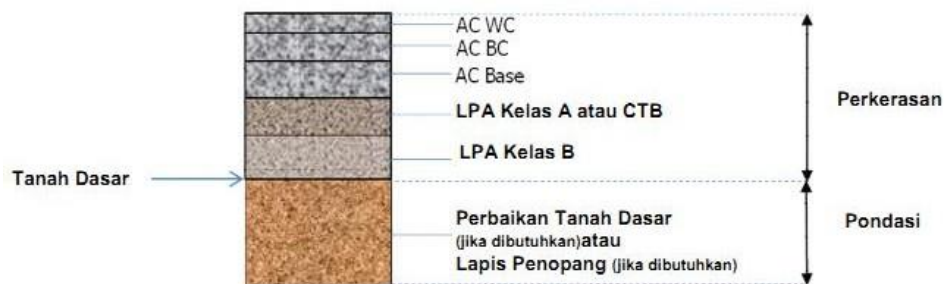 AC WC
AC BC
AC Base
LPA Kelas A atau CTB
Perkerasan
LPA Kelas B
Tanah Dasar
Perbaikan Tanah Dasar
(jika dibutuhkan)atau
Lapis Penopang (jika dibutuhkan)
Pondasi